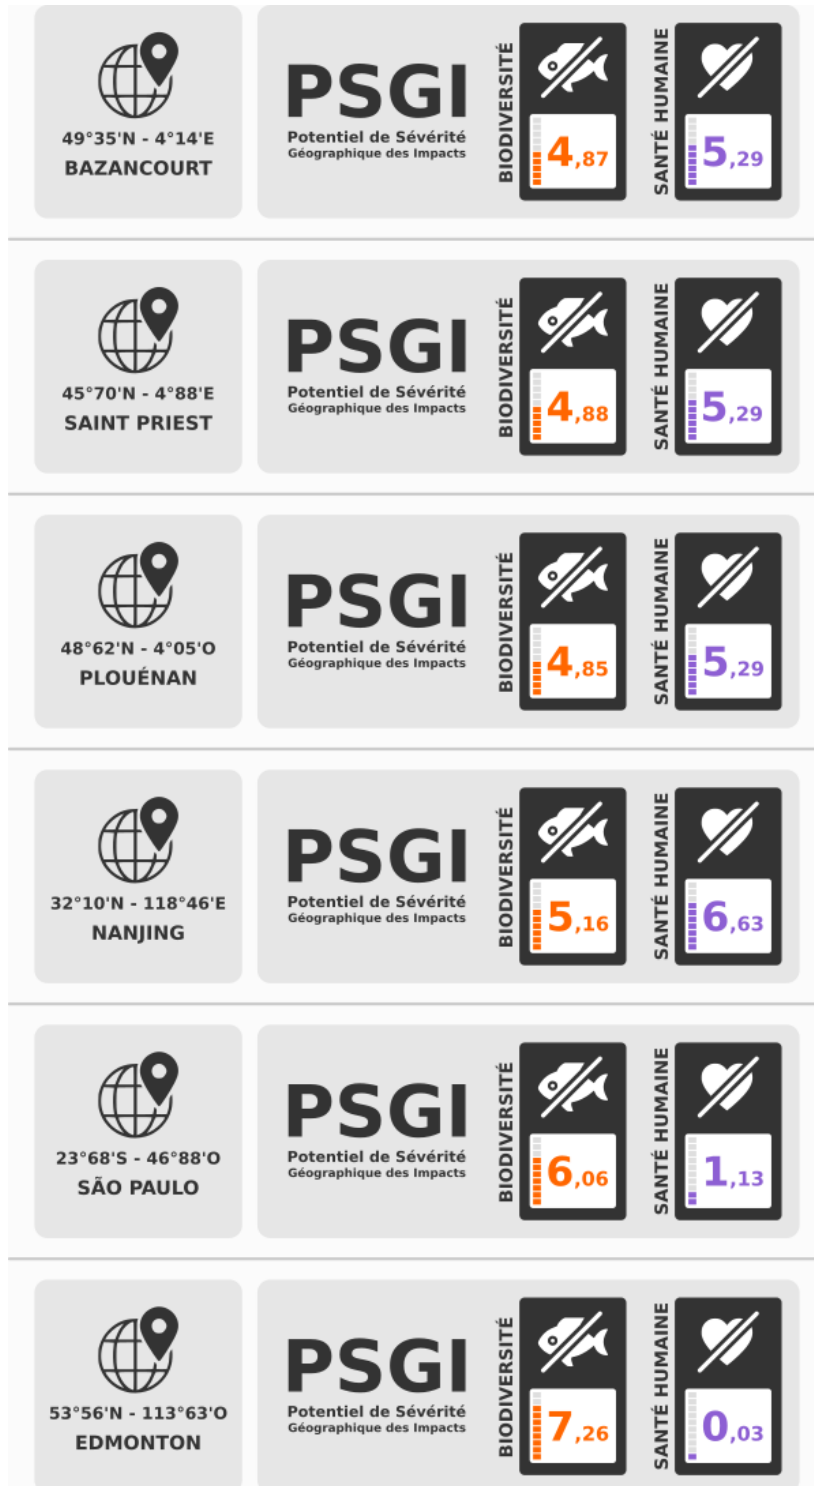 49°35'N - 4°14'E
BAZANCOURT
PSGI
Potentiel de Sévérité
Géographique des Impacts
BIODIVERSITÉ
4,87
SANTÉ HUMAINE
5,29
45°70'N - 4°88'E
SAINT PRIEST
PSGI
Potentiel de Sévérité
Géographique des Impacts
BIODIVERSITÉ
4,88
SANTÉ HUMAINE
5,29
48°62'N - 4°05'O
PLOUÉNAN
PSGI
Potentiel de Sévérité
Géographique des Impacts
BIODIVERSITÉ
4,85
SANTÉ HUMAINE
5,29
32°10'N - 118°46'E
NANJING
PSGI
Potentiel de Sévérité
Géographique des Impacts
BIODIVERSITÉ
5,16
SANTÉ HUMAINE
6,63
23°68'S - 46°88'O
SÃO PAULO
PSGI
Potentiel de Sévérité
Géographique des Impacts
BIODIVERSITÉ
6,06
SANTÉ HUMAINE
1,13
53°56'N - 113°63'O
EDMONTON
PSGI
Potentiel de Sévérité
Géographique des Impacts
BIODIVERSITÉ
7,26
SANTÉ HUMAINE
0,03